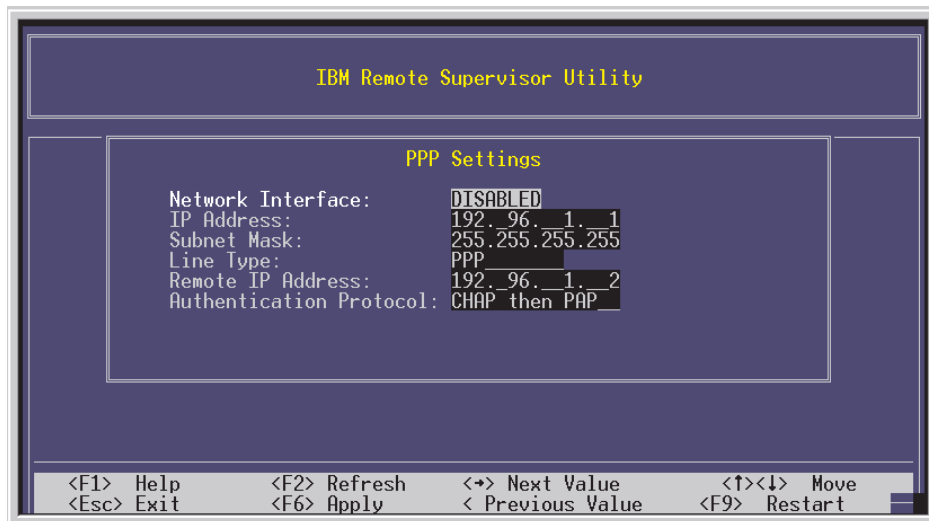 IBM Remote Supervisor Utility
PPP Settings
Network Interface: DISABLED
IP Address: 192._96.__1.__1
Subnet Mask: 255.255.255.255
Line Type: PPP________
Remote IP Address: 192._96.__1.__2
Authentication Protocol: CHAP then PAP__
<F1> Help <F2> Refresh <→> Next Value <↑><↓> Move
<Esc> Exit <F6> Apply < Previous Value <F9> Restart